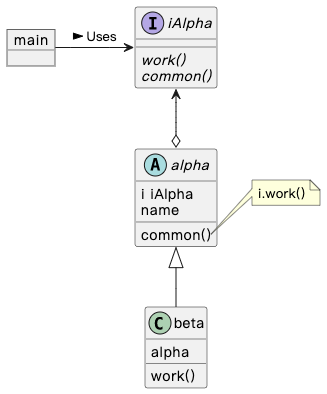 I iAlpha
main
Uses
work()
common()
A alpha
i iAlpha
name
i.work()
common()
C beta
alpha
work()